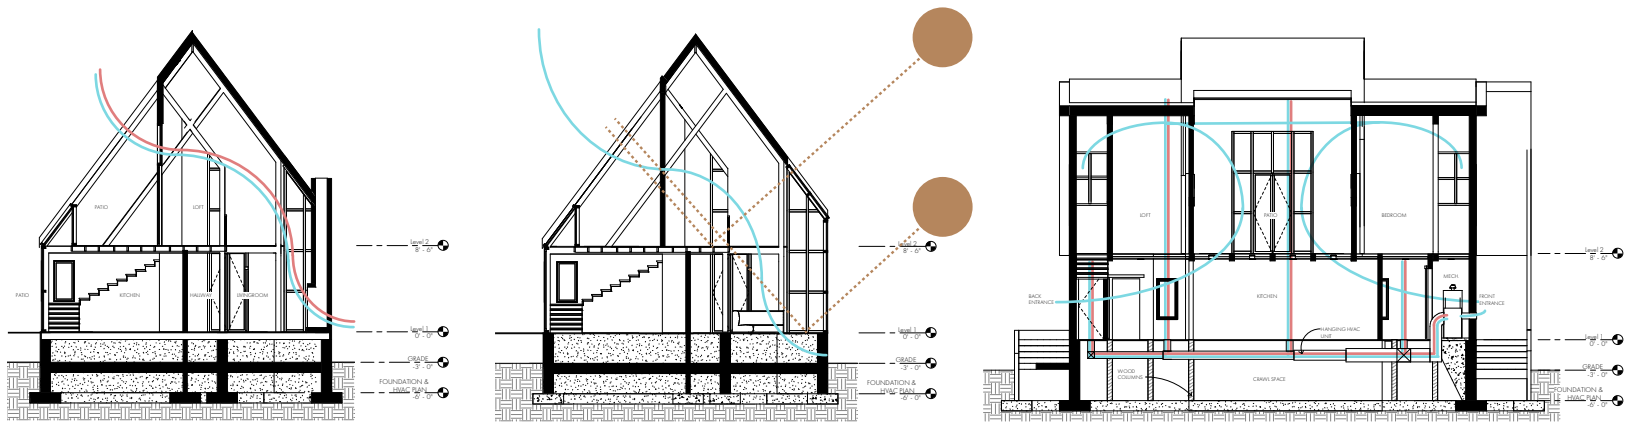 PATIO
LOFT
Level 2
8' - 6"
PATIO
KITCHEN
HALLWAY
LIVINGROOM
Level 1
0' - 0"
GRADE
-3' - 0"
FOUNDATION &
HVAC PLAN
-6' - 0"
Level 2
8' - 6"
Level 1
0' - 0"
GRADE
-3' - 0"
FOUNDATION &
HVAC PLAN
-6' - 0"
LOFT
PATIO
BEDROOM
Level 2
8' - 6"
MECH
BACK
ENTRANCE
KITCHEN
FRONT
ENTRANCE
HANGING HVAC
UNIT
Level 1
0' - 0"
WOOD
COLUMNS
CRAWL SPACE
GRADE
-3' - 0"
FOUNDATION &
HVAC PLAN
-6' - 0"